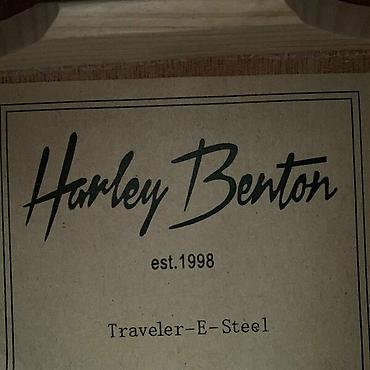 Harley Benton
est.1998
Traveler-E-Steel